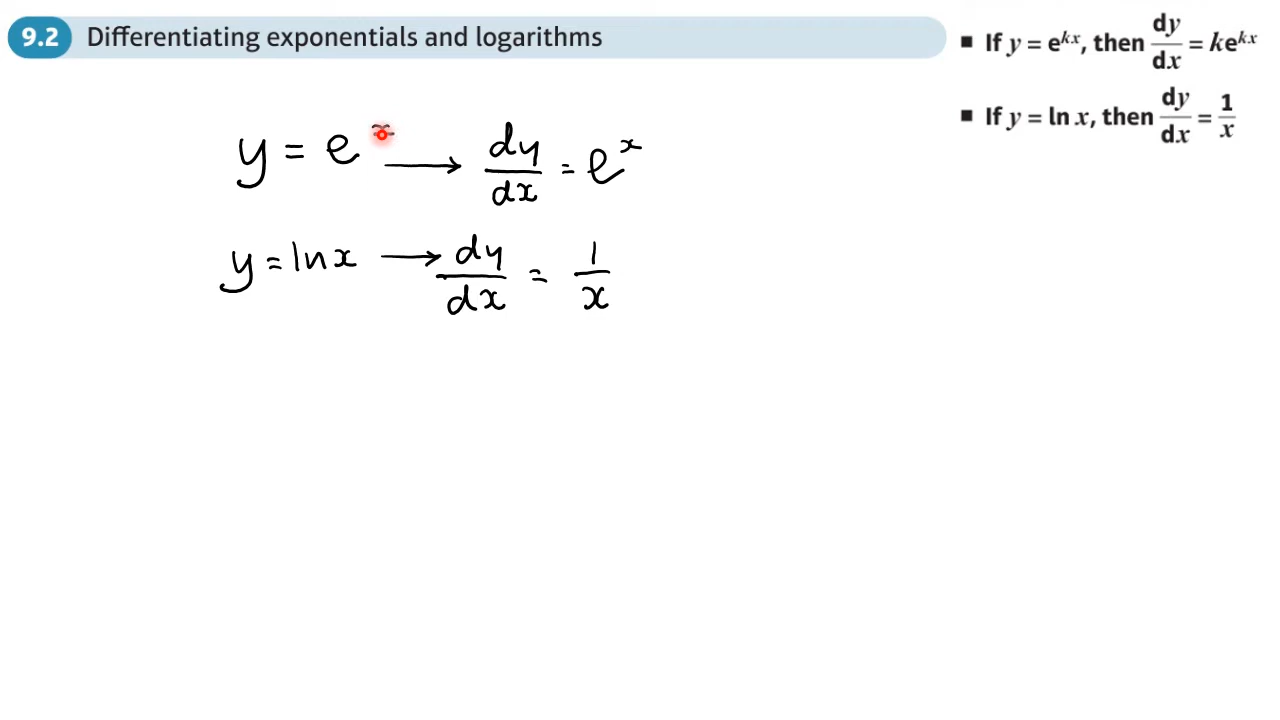 9.2 Differentiating exponentials and logarithms
■ If y = e^{kx}, then dy/dx = ke^{kx}
■ If y = ln x, then dy/dx = 1/x
y = e^x → dy/dx = e^x
y = ln x → dy/dx = 1/x